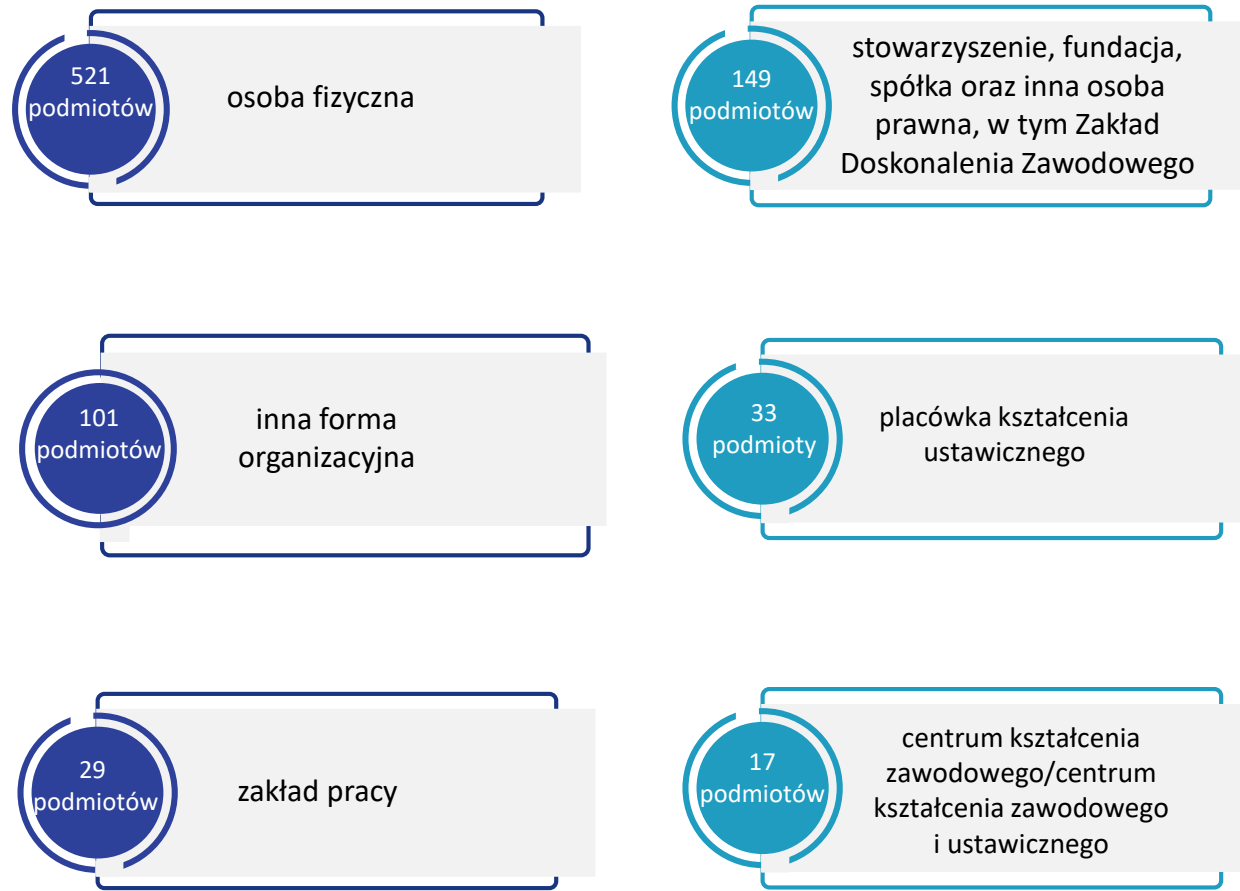 521
podmiotów
osoba fizyczna
149
podmiotów
stowarzyszenie, fundacja,
spółka oraz inna osoba
prawna, w tym Zakład
Doskonalenia Zawodowego
101
podmiotów
inna forma
organizacyjna
33
podmioty
placówka kształcenia
ustawicznego
29
podmiotów
zakład pracy
17
podmiotów
centrum kształcenia
zawodowego/centrum
kształcenia zawodowego
i ustawicznego